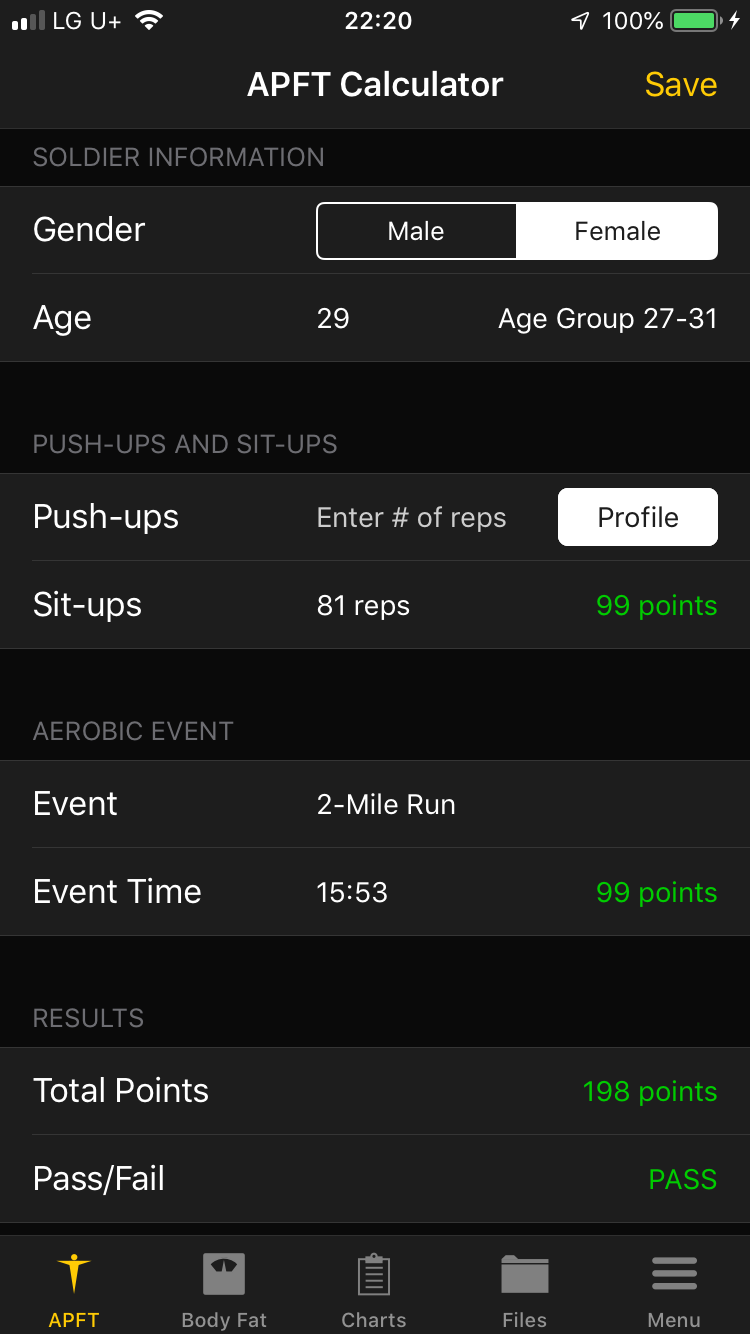 LG U+ 22:20 100%
APFT Calculator Save
SOLDIER INFORMATION
Gender Male Female
Age 29 Age Group 27-31
PUSH-UPS AND SIT-UPS
Push-ups Enter # of reps Profile
Sit-ups 81 reps 99 points
AEROBIC EVENT
Event 2-Mile Run
Event Time 15:53 99 points
RESULTS
Total Points 198 points
Pass/Fail PASS
APFT Body Fat Charts Files Menu